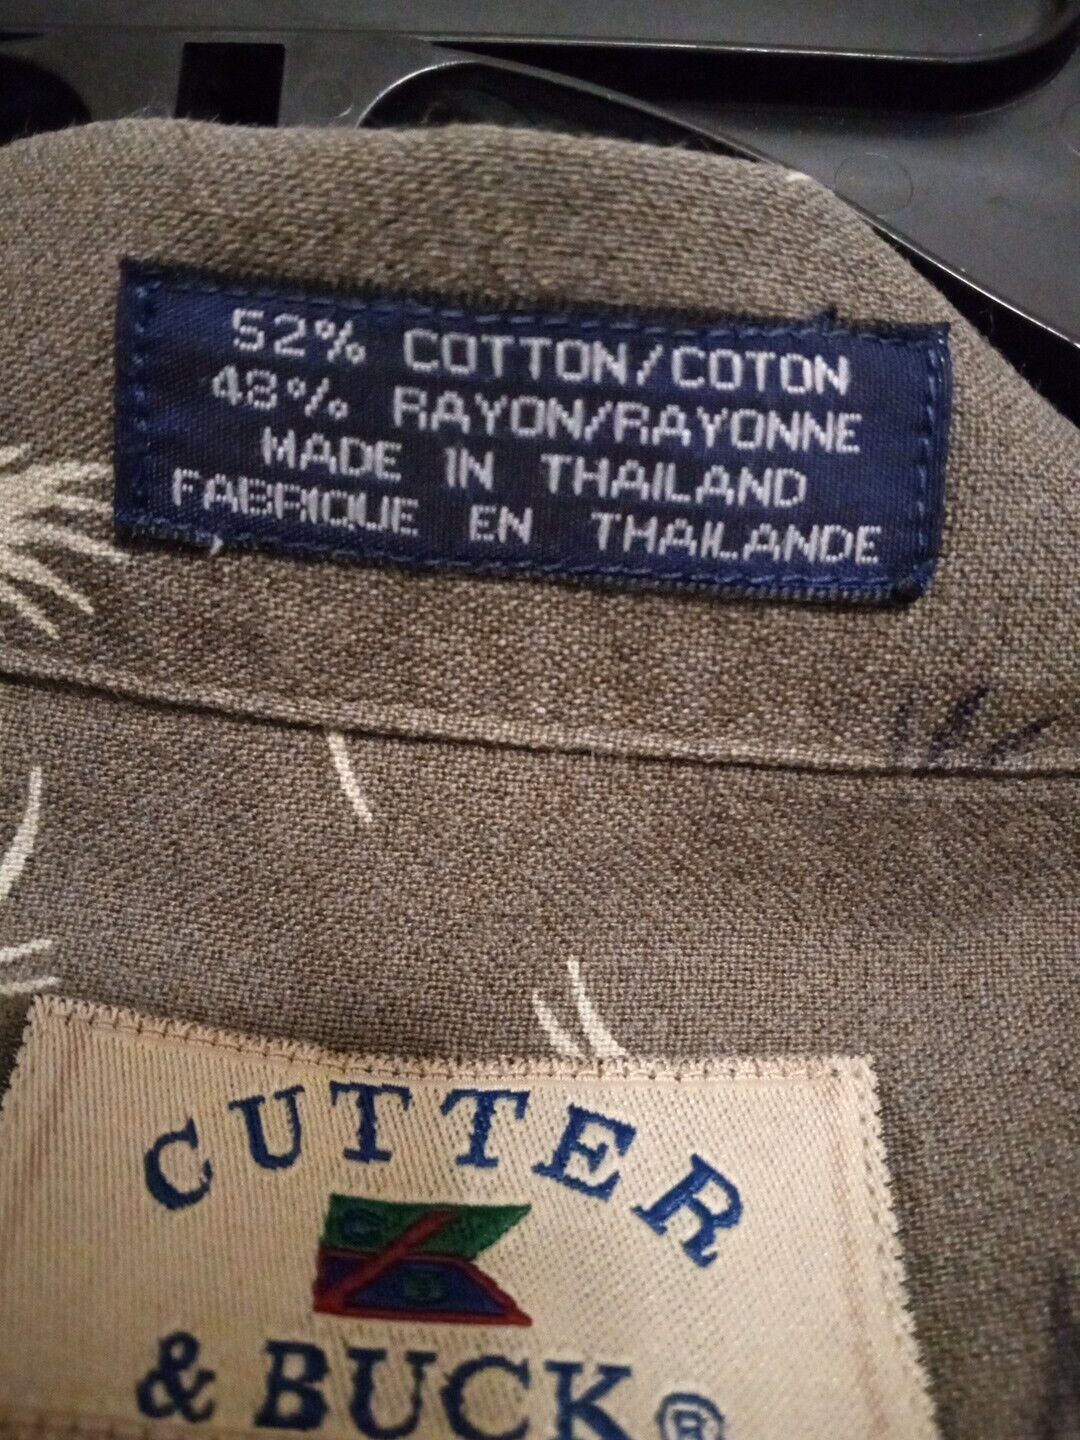 52% COTTON/COTON
48% RAYON/RAYONNE
MADE IN THAILAND
FABRIQUE EN THAILANDE
CUTTER
C
B
& BUCK®